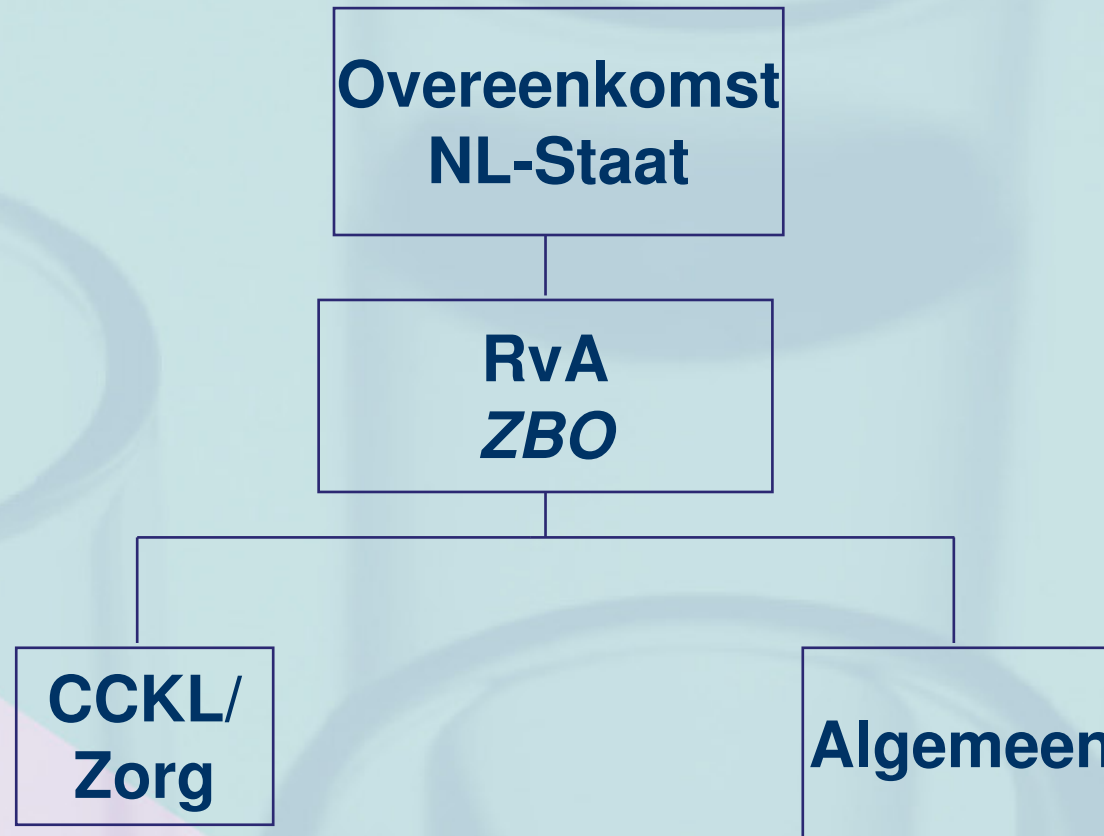 Overeenkomst
NL-Staat
RvA
ZBO
CCKL/
Zorg
Algemeen